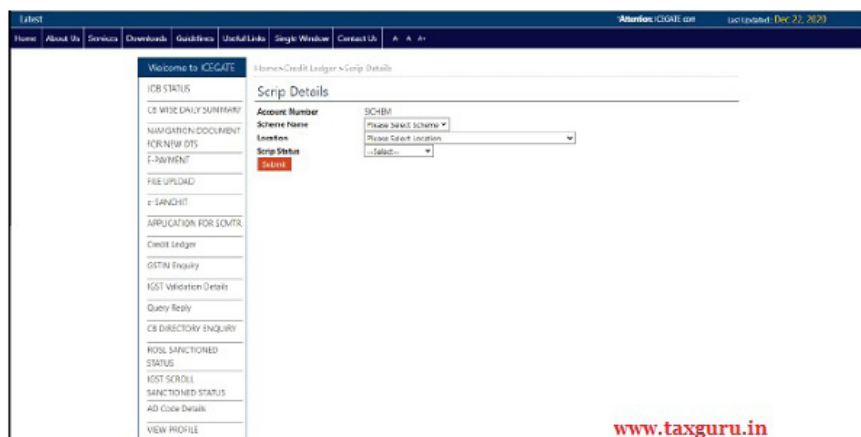 Latest
Attention: ICEGATE
Last Updated: Dec 22, 2020
Home About Us Services Downloads Guidelines Useful Links Single Window Contact Us A- A A+
Welcome to ICEGATE
Home»Credit Ledger »Scrip Details
JOB STATUS
Scrip Details
CB WISE DAILY SUMMARY
Account Number
NAVIGATION DOCUMENT
FOR NEW DTS
Scheme Name
Please Select Scheme
Location
Please Select Location
Scrip Status
--Select--
Submit
E-PAYMENT
FILE UPLOAD
e-SANCHIT
APPLICATION FOR SCMTR
Credit Ledger
GSTIN Enquiry
IGST Validation Details
Query Reply
CB DIRECTORY ENQUIRY
ROSL SANCTIONED
STATUS
IGST SCROLL
SANCTIONED STATUS
AD Code Details
VIEW PROFILE
www.taxguru.in